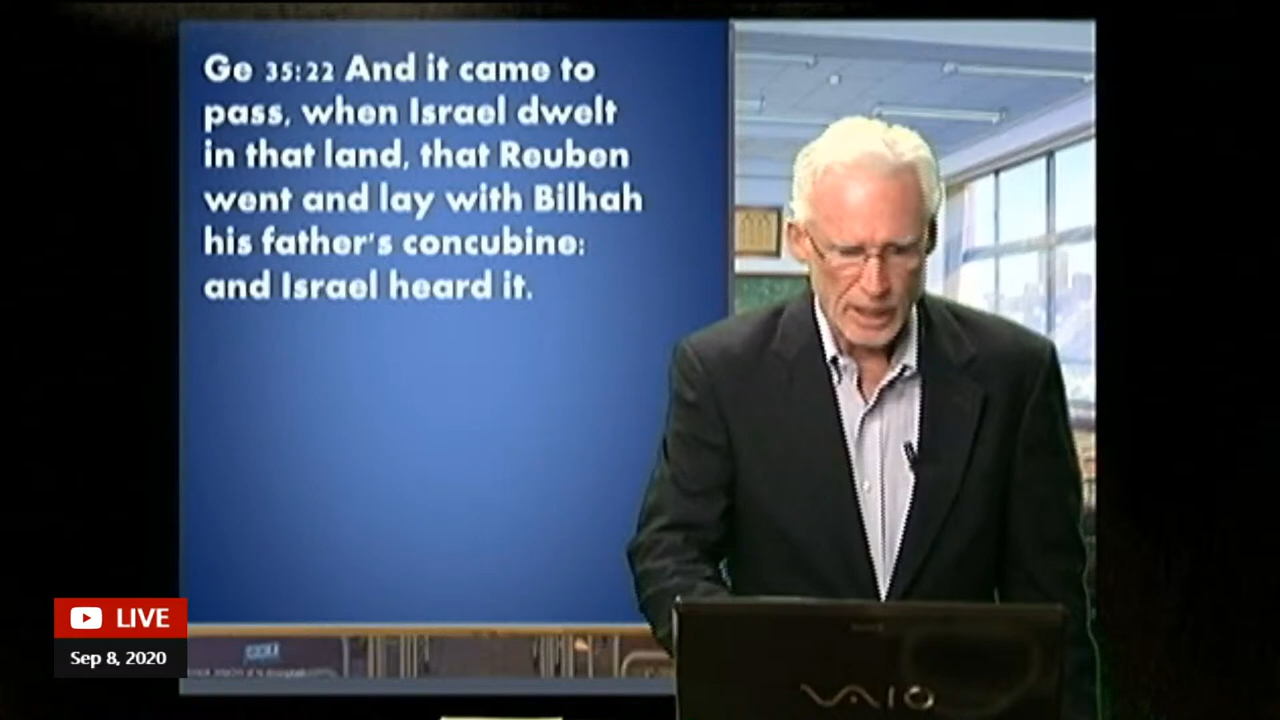 Ge 35:22 And it came to
pass, when Israel dwelt
in that land, that Reuben
went and lay with Bilhah
his father's concubine:
and Israel heard it.
LIVE
Sep 8, 2020
VAIO